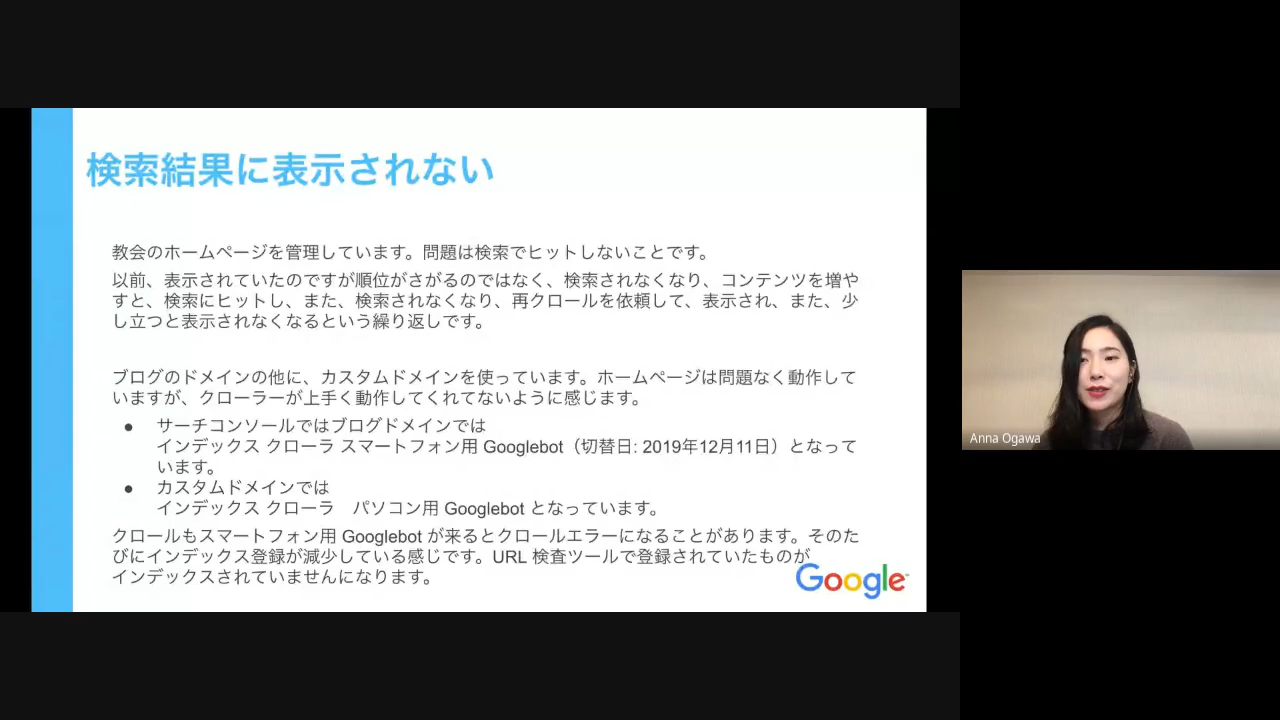 検索結果に表示されない
教会のホームページを管理しています。問題は検索でヒットしないことです。
以前、表示されていたのですが順位がさがるのではなく、検索されなくなり、コンテンツを増や
すと、検索にヒットし、また、検索されなくなり、再クロールを依頼して、表示され、また、少
し立つと表示されなくなるという繰り返しです。
ブログのドメインの他に、カスタムドメインを使っています。ホームページは問題なく動作して
いますが、クローラーが上手く動作してくれてないように感じます。
● サーチコンソールではブログドメインでは
インデックス クローラ スマートフォン用 Googlebot（切替日: 2019年12月11日）となって
います。
● カスタムドメインでは
インデックス クローラ　パソコン用 Googlebot となっています。
クロールもスマートフォン用 Googlebot が来るとクロールエラーになることがあります。そのた
びにインデックス登録が減少している感じです。URL 検査ツールで登録されていたものが
インデックスされていませんになります。
Google
Anna Ogawa